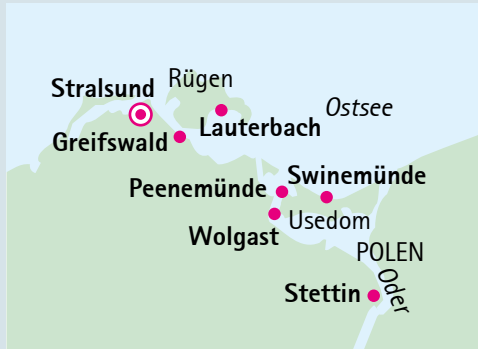 Rügen
Stralsund
Ostsee
Lauterbach
Greifswald
Swinemünde
Peenemünde
Usedom
Wolgast
POLEN
Oder
Stettin